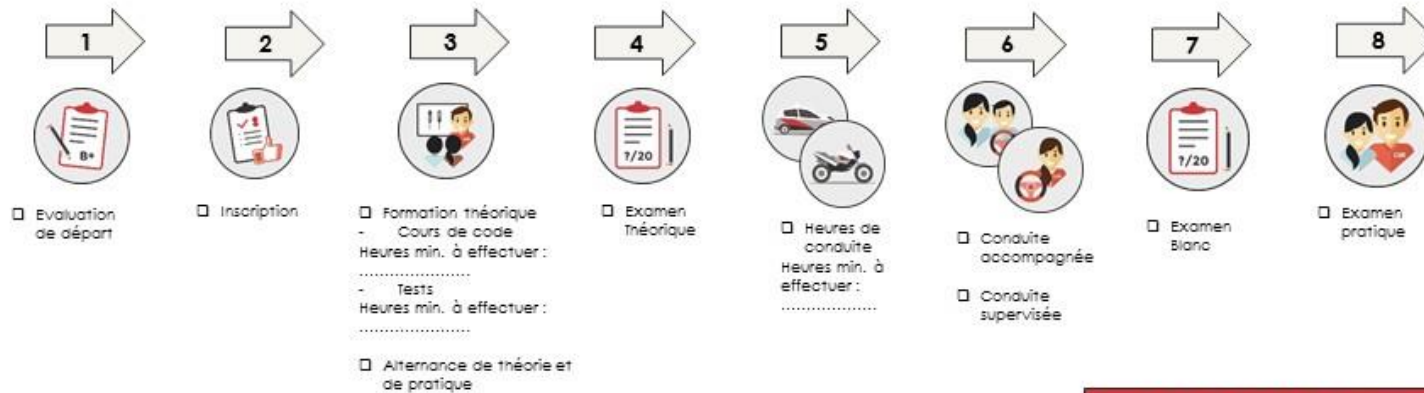 1
2
3
4
5
6
7
8
B+
?/20
?/20
Evaluation
de départ
Inscription
Formation théorique
- Cours de code
Heures min. à effectuer :
......................
- Tests
Heures min. à effectuer :
......................
Alternance de théorie et
de pratique
Examen
Théorique
Heures de
conduite
Heures min. à
effectuer :
...................
Conduite
accompagnée
Conduite
supervisée
Examen
Blanc
Examen
pratique